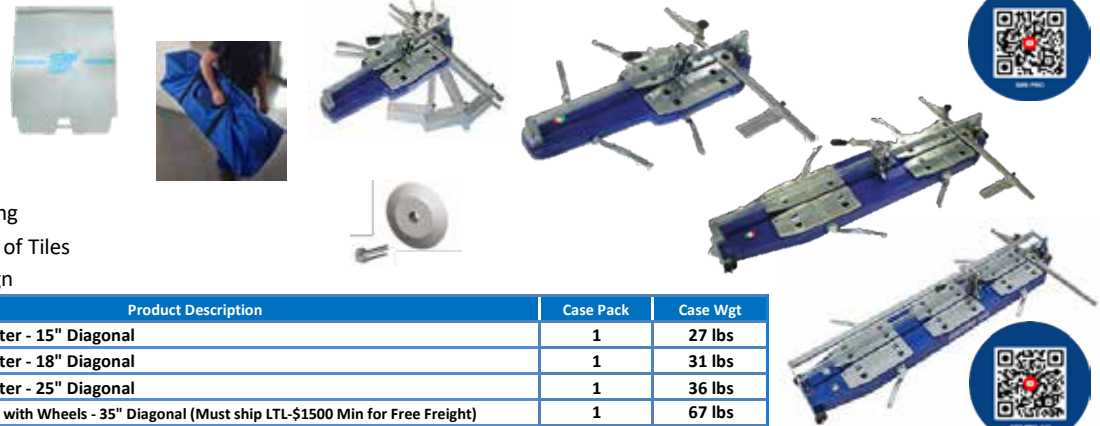 ng
of Tiles
gn
Product Description Case Pack Case Wgt
ter - 15" Diagonal 1 27 lbs
ter - 18" Diagonal 1 31 lbs
ter - 25" Diagonal 1 36 lbs
with Wheels - 35" Diagonal (Must ship LTL-$1500 Min for Free Freight) 1 67 lbs